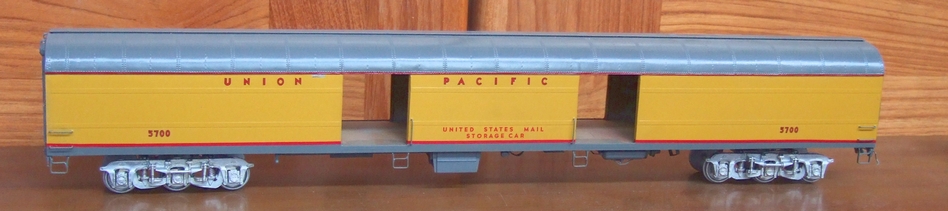 UNION PACIFIC
5700
UNITED STATES MAIL
STORAGE CAR
5700